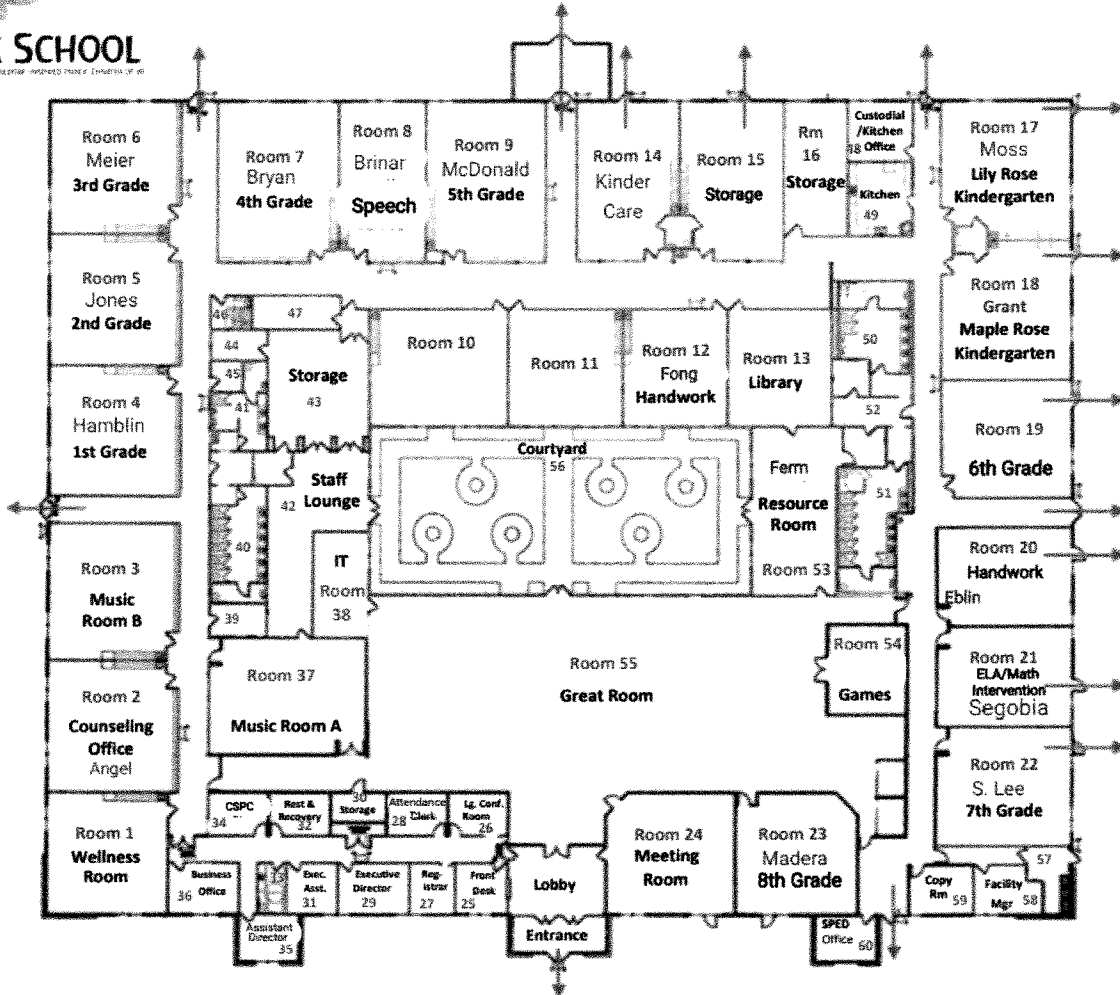 SCHOOL
Room 6
Meier
3rd Grade
Room 7
Bryan
4th Grade
Room 8
Brinar
Speech
Room 9
McDonald
5th Grade
Room 14
Kinder
Care
Room 15
Storage
Rm
16
Storage
Custodial
/Kitchen
Office
Kitchen
49
Room 17
Moss
Lily Rose
Kindergarten
Room 5
Jones
2nd Grade
Room 18
Grant
Maple Rose
Kindergarten
46
47
44
45
41
Storage
43
Room 10
Room 11
Room 12
Fong
Handwork
Room 13
Library
50
52
Room 4
Hamblin
1st Grade
Room 19
6th Grade
Staff
Lounge
42
Courtyard
56
Ferm
Resource
Room
Room 53
51
40
IT
Room
38
39
Room 3
Music
Room B
Room 20
Handwork
Eblin
Room 2
Counseling
Office
Angel
Room 37
Music Room A
Room 55
Great Room
Room 54
Games
Room 21
ELA/Math
Intervention
Segobia
Room 22
S. Lee
7th Grade
Room 1
Wellness
Room
CSPC
34
Rest &
Recovery
32
30
Storage
Attendance
28 Clerk
Lg. Conf.
Room
26
Business
Office
36
Exec.
Asst.
31
Executive
Director
29
Reg-
istrar
27
Front
Desk
25
Lobby
Entrance
Room 24
Meeting
Room
Room 23
Madera
8th Grade
57
Copy
Rm
59
Facility
Mgr
58
Assistant
Director
35
SPED
Office
60